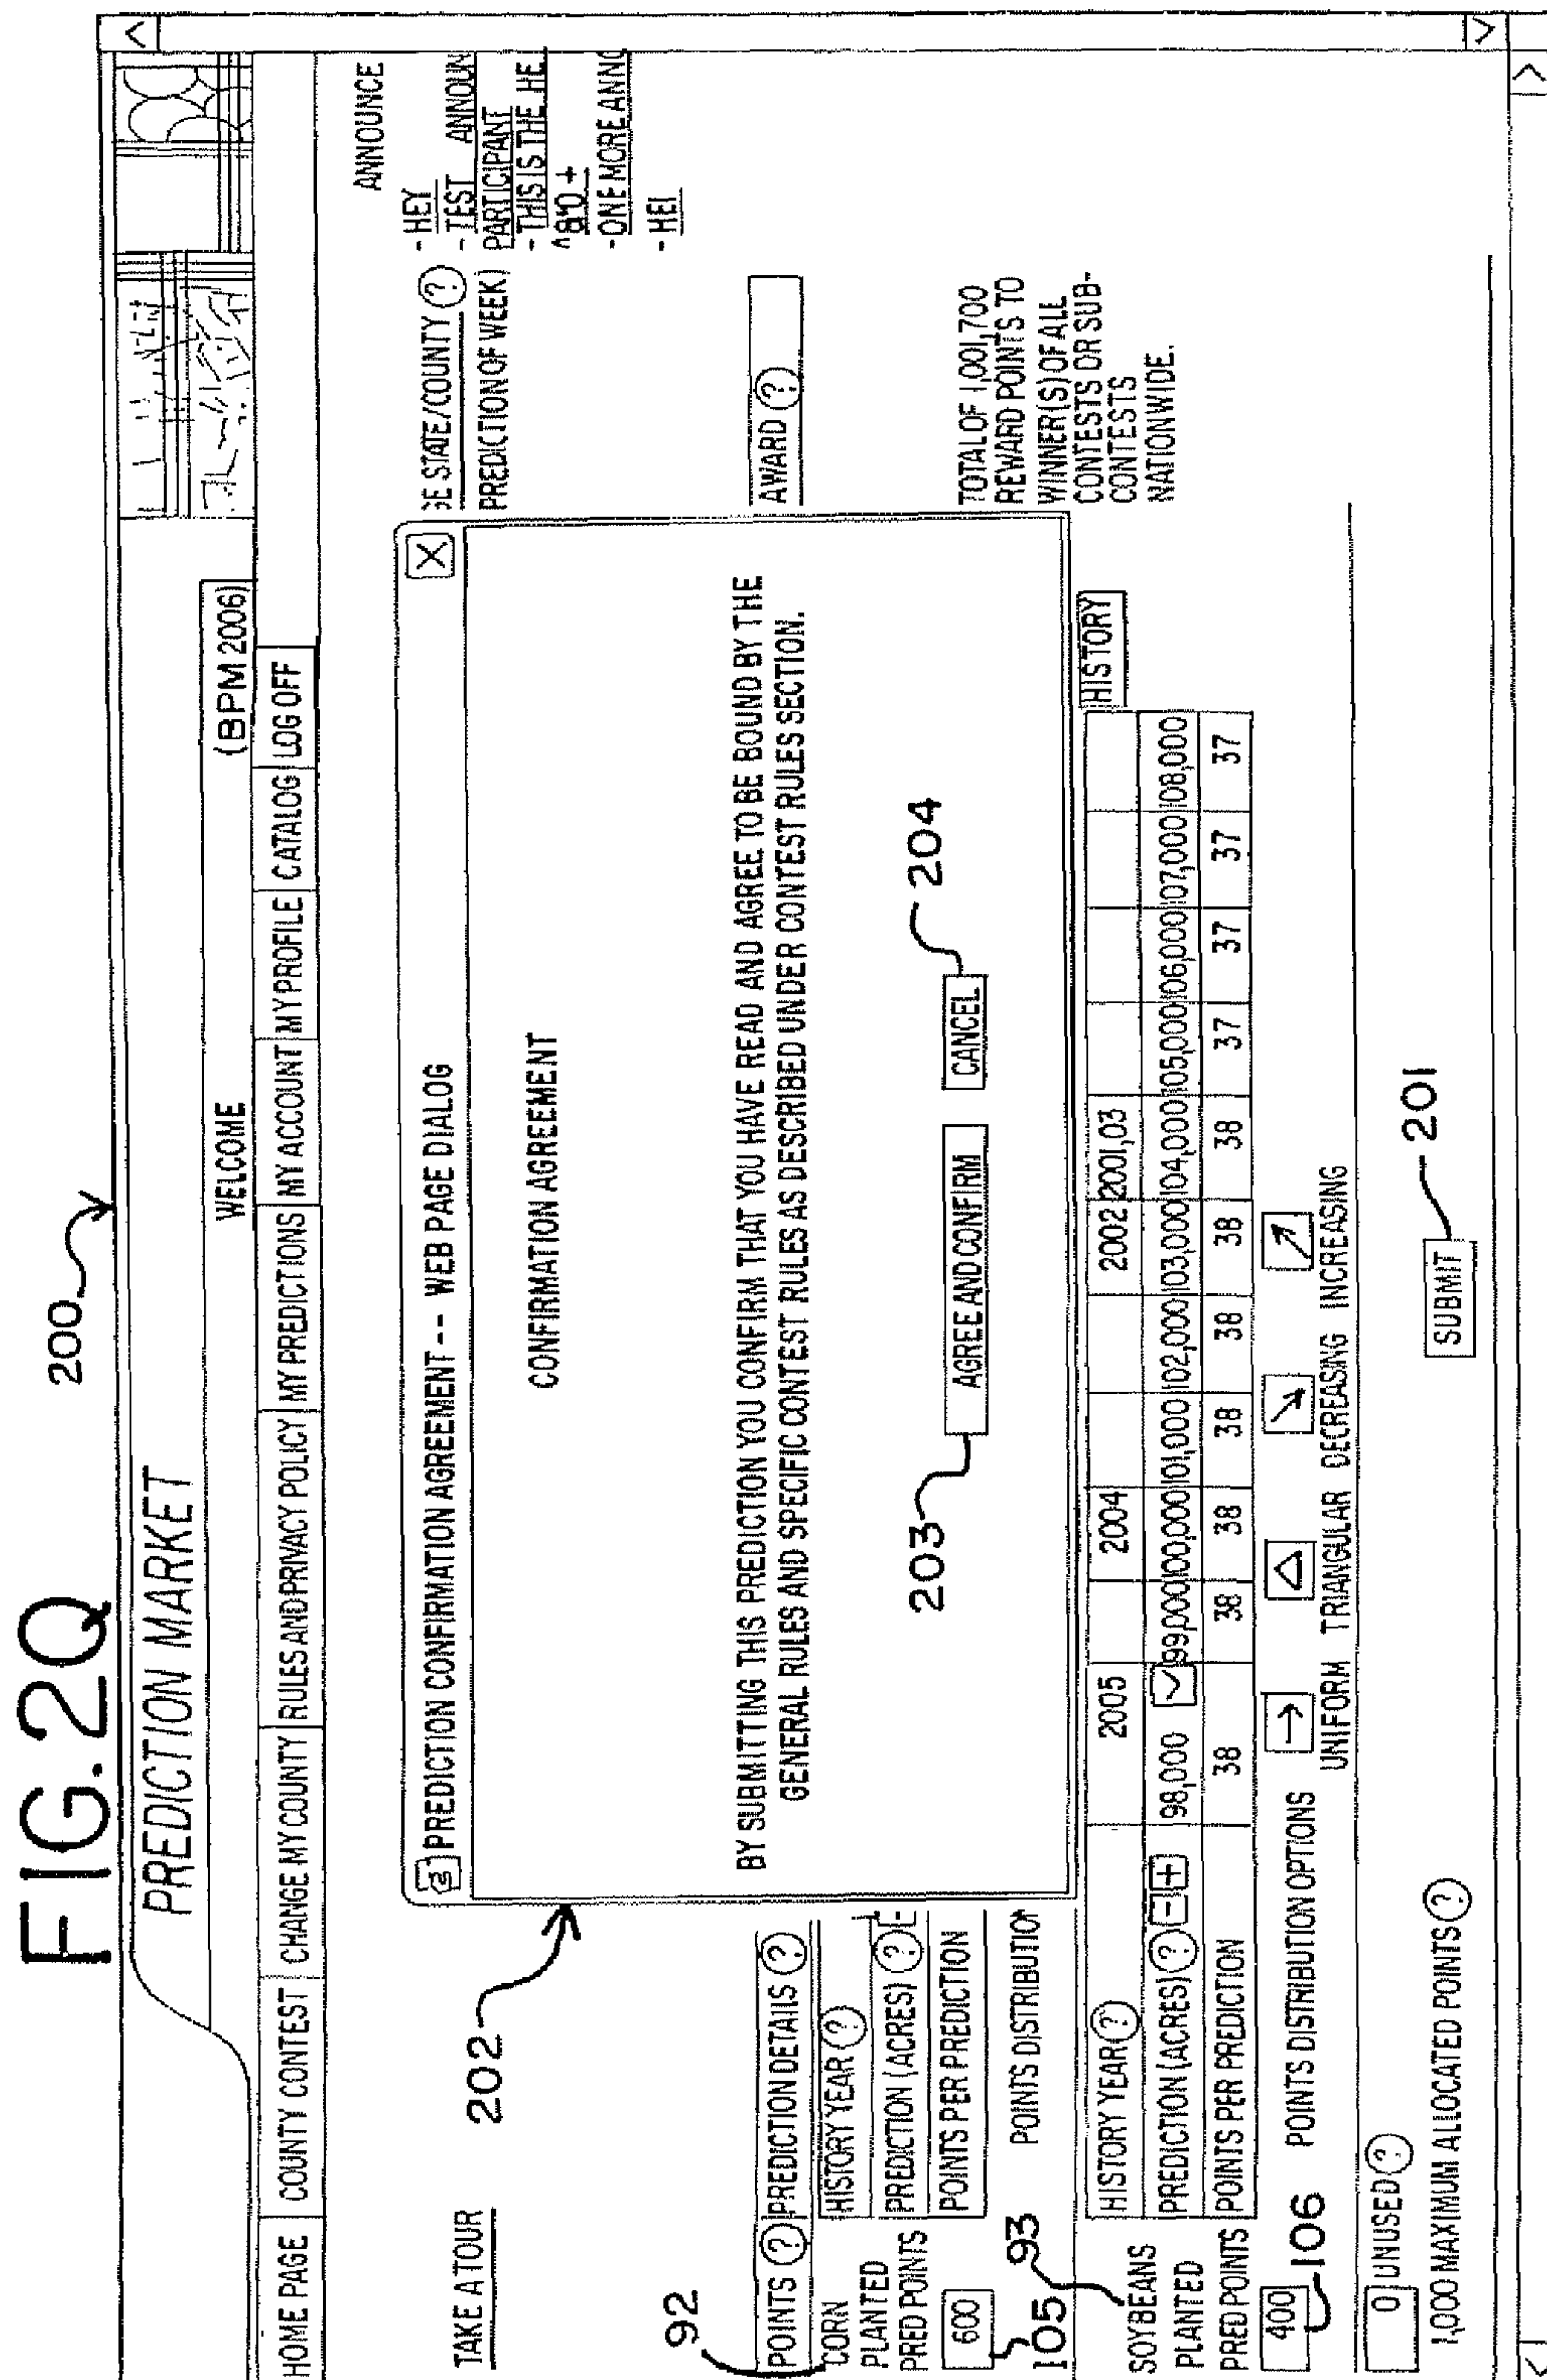 FIG.2Q
200
PREDICTION MARKET
WELCOME
(BPM 2006)
HOME PAGE COUNTY CONTEST CHANGE MY COUNTY RULES AND PRIVACY POLICY MY PREDICTIONS MY ACCOUNT MY PROFILE CATALOG LOG OFF
ANNOUNCE
- HEY
- TEST ANNOUN
PARTICIPANT
- THIS IS THE HE
- ONE MORE ANNO
- HEI
TAKE A TOUR
GE STATE/COUNTY ?
PREDICTION OF WEEK)
202
PREDICTION CONFIRMATION AGREEMENT -- WEB PAGE DIALOG X
CONFIRMATION AGREEMENT
BY SUBMITTING THIS PREDICTION YOU CONFIRM THAT YOU HAVE READ AND AGREE TO BE BOUND BY THE
GENERAL RULES AND SPECIFIC CONTEST RULES AS DESCRIBED UNDER CONTEST RULES SECTION.
203
AGREE AND CONFIRM
CANCEL
204
92
POINTS ? PREDICTION DETAILS ?
AWARD ?
CORN
PLANTED
PRED POINTS
600
105
HISTORY YEAR ?
PREDICTION (ACRES) ?
POINTS PER PREDICTION
POINTS DISTRIBUTION
TOTAL OF 1,001,700
REWARD POINTS TO
WINNER(S) OF ALL
CONTESTS OR SUB-
CONTESTS
NATIONWIDE.
93
SOYBEANS
PLANTED
PRED POINTS
400
106
HISTORY YEAR ? 2005 2004 2002 2001,03 HISTORY
PREDICTION (ACRES) ? - + 98,000 99,000 100,000 101,000 102,000 103,000 104,000 105,000 106,000 107,000 108,000
POINTS PER PREDICTION 38 38 38 38 38 38 38 37 37 37 37
POINTS DISTRIBUTION OPTIONS
UNIFORM TRIANGULAR DECREASING INCREASING
0 UNUSED ?
1,000 MAXIMUM ALLOCATED POINTS ?
SUBMIT
201